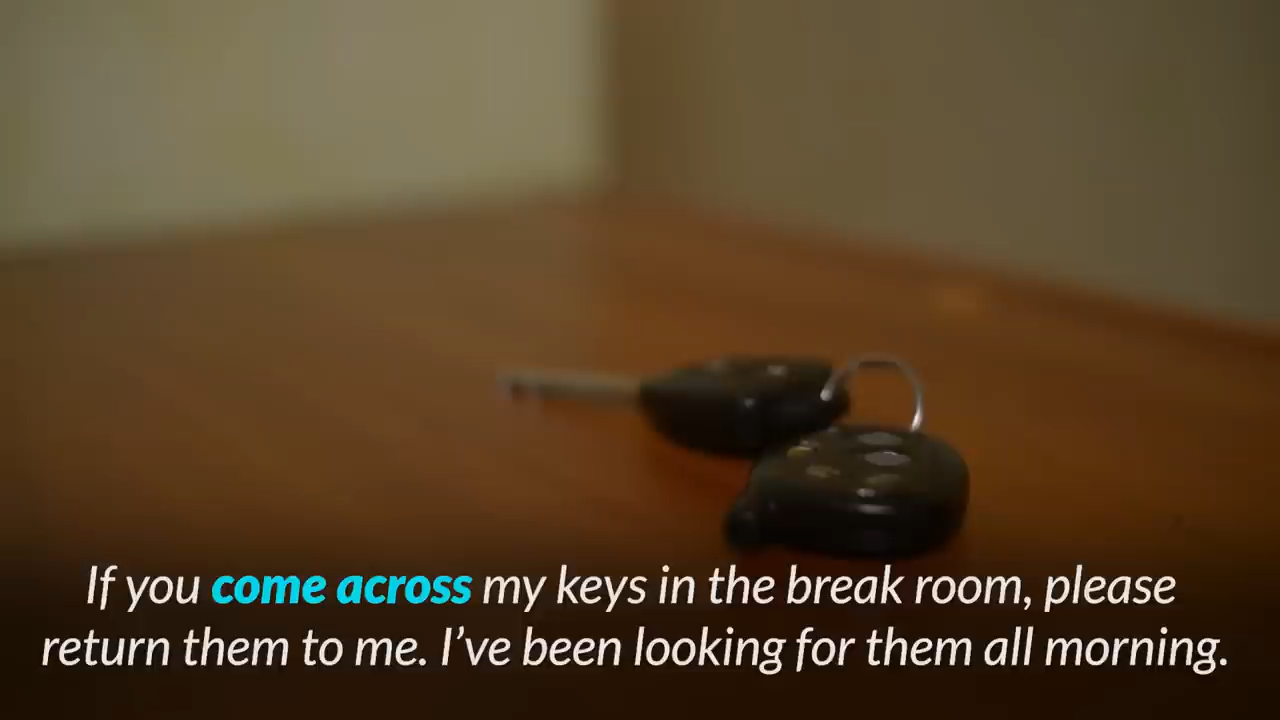 If you come across my keys in the break room, please
return them to me. I’ve been looking for them all morning.